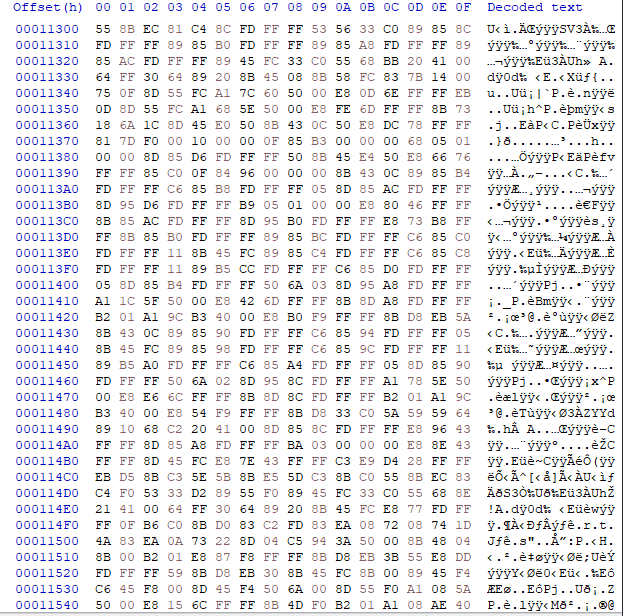 Offset(h) 00 01 02 03 04 05 06 07 08 09 0A 0B 0C 0D 0E 0F Decoded text
00011300 55 8B EC 81 C4 8C FD FF FF 53 56 33 C0 89 85 8C U‹ì.ÄŒýÿÿSV3À‰…Œ
00011310 FD FF FF 89 85 B0 FD FF FF 89 85 A8 FD FF FF 89 ýÿÿ‰…°ýÿÿ‰…¨ýÿÿ‰
00011320 85 AC FD FF FF 89 45 FC 33 C0 55 68 BB 20 41 00 …¬ýÿÿ‰Eü3ÀUh» A.
00011330 64 FF 30 64 89 20 8B 45 08 8B 58 FC 83 7B 14 00 dÿ0d‰ ‹E.‹Xüƒ{..
00011340 75 0F 8D 55 FC A1 7C 60 50 00 E8 0D 6E FF FF EB u..Uü¡|`P.è.nÿÿë
00011350 0D 8D 55 FC A1 68 5E 50 00 E8 FE 6D FF FF 8B 73 ..Uü¡h^P.èþmÿÿ‹s
00011360 18 6A 1C 8D 45 E0 50 8B 43 0C 50 E8 DC 78 FF FF .j..EàP‹C.PèÜxÿÿ
00011370 81 7D F0 00 10 00 00 0F 85 B3 00 00 00 68 05 01 .}ð.....…³...h..
00011380 00 00 8D 85 D6 FD FF FF 50 8B 45 E4 50 E8 66 76 ...…ÖýÿÿP‹EäPèfv
00011390 FF FF 85 C0 0F 84 96 00 00 00 8B 43 0C 89 85 B4 ÿÿ…À.„–...‹C.‰…´
000113A0 FD FF FF C6 85 B8 FD FF FF 05 8D 85 AC FD FF FF ýÿÿÆ…¸ýÿÿ..…¬ýÿÿ
000113B0 8D 95 D6 FD FF FF B9 05 01 00 00 E8 80 46 FF FF .•Öýÿÿ¹....è€Fÿÿ
000113C0 8B 85 AC FD FF FF 8D 95 B0 FD FF FF E8 73 B8 FF ‹…¬ýÿÿ.•°ýÿÿès¸ÿ
000113D0 FF 8B 85 B0 FD FF FF 89 85 BC FD FF FF C6 85 C0 ÿ‹…°ýÿÿ‰…¼ýÿÿÆ…À
000113E0 FD FF FF 11 8B 45 FC 89 85 C4 FD FF FF C6 85 C8 ýÿÿ.‹Eü‰…ÄýÿÿÆ…È
000113F0 FD FF FF 11 89 B5 CC FD FF FF C6 85 D0 FD FF FF ýÿÿ.‰µÌýÿÿÆ…Ðýÿÿ
00011400 05 8D 85 B4 FD FF FF 50 6A 03 8D 95 A8 FD FF FF ..…´ýÿÿPj..•¨ýÿÿ
00011410 A1 1C 5F 50 00 E8 42 6D FF FF 8B 8D A8 FD FF FF ¡._P.èBmÿÿ‹.¨ýÿÿ
00011420 B2 01 A1 9C B3 40 00 E8 B0 F9 FF FF 8B D8 EB 5A ².¡œ³@.è°ùÿÿ‹ØëZ
00011430 8B 43 0C 89 85 90 FD FF FF C6 85 94 FD FF FF 05 ‹C.‰….ýÿÿÆ…”ýÿÿ.
00011440 8B 45 FC 89 85 98 FD FF FF C6 85 9C FD FF FF 11 ‹Eü‰…˜ýÿÿÆ…œýÿÿ.
00011450 89 B5 A0 FD FF FF C6 85 A4 FD FF FF 05 8D 85 90 ‰µ ýÿÿÆ…¤ýÿÿ..….
00011460 FD FF FF 50 6A 02 8D 95 8C FD FF FF A1 78 5E 50 ýÿÿPj..•Œýÿÿ¡x^P
00011470 00 E8 E6 6C FF FF 8B 8D 8C FD FF FF B2 01 A1 9C .èælÿÿ‹.Œýÿÿ².¡œ
00011480 B3 40 00 E8 54 F9 FF FF 8B D8 33 C0 5A 59 59 64 ³@.èTùÿÿ‹Ø3ÀZYYd
00011490 89 10 68 C2 20 41 00 8D 85 8C FD FF FF E8 96 43 ‰.hÂ A..…Œýÿÿè–C
000114A0 FF FF 8D 85 A8 FD FF FF BA 03 00 00 00 E8 8E 43 ÿÿ.…¨ýÿÿº....èŽC
000114B0 FF FF 8D 45 FC E8 7E 43 FF FF C3 E9 D4 28 FF FF ÿÿ.Eüè~CÿÿÃéÔ(ÿÿ
000114C0 EB D5 8B C3 5E 5B 8B E5 5D C3 8B C0 55 8B EC 83 ëÕ‹Ã^[‹å]Ã‹ÀU‹ìƒ
000114D0 C4 F0 53 33 D2 89 55 F0 89 45 FC 33 C0 55 68 8E ÄðS3Ò‰Uð‰Eü3ÀUhŽ
000114E0 21 41 00 64 FF 30 64 89 20 8B 45 FC E8 77 FD FF !A.dÿ0d‰ ‹Eüèwýÿ
000114F0 FF 0F B6 C0 8B D0 83 C2 FD 83 EA 08 72 08 74 1D ÿ.¶À‹ÐƒÂýƒê.r.t.
00011500 4A 83 EA 0A 73 22 8D 04 C5 94 3A 50 00 8B 48 04 Jƒê.s"..Å”:P.‹H.
00011510 8B 00 B2 01 E8 87 F8 FF FF 8B D8 EB 3B 55 E8 DD ‹.².è‡øÿÿ‹Øë;UèÝ
00011520 FD FF FF 59 8B D8 EB 30 8B 45 FC 8B 00 89 45 F4 ýÿÿY‹Øë0‹Eü‹.‰Eô
00011530 C6 45 F8 00 8D 45 F4 50 6A 00 8D 55 F0 A1 08 5A ÆEø..EôPj..Uð¡.Z
00011540 50 00 E8 15 6C FF FF 8B 4D F0 B2 01 A1 08 AE 40 P.è.lÿÿ‹Mð².¡.®@